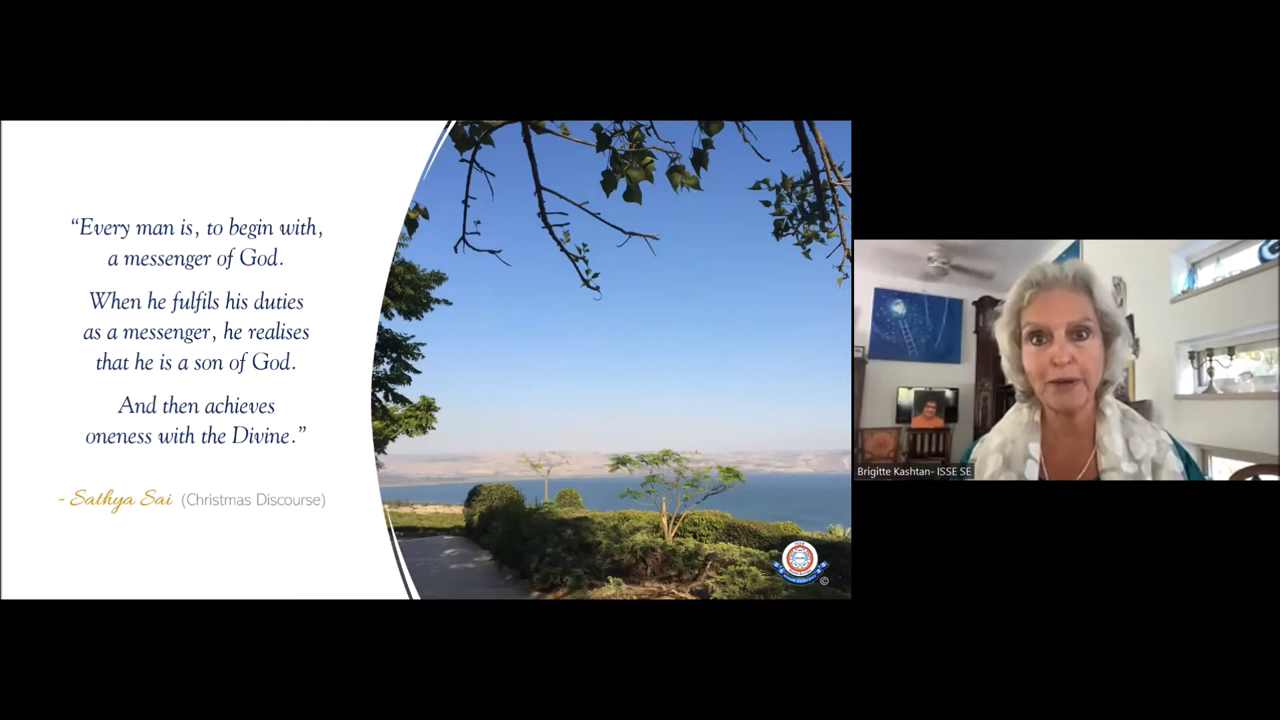 “Every man is, to begin with,
a messenger of God.
When he fulfils his duties
as a messenger, he realises
that he is a son of God.
And then achieves
oneness with the Divine.”
- Sathya Sai (Christmas Discourse)
©
Brigitte Kashtan- ISSE SE